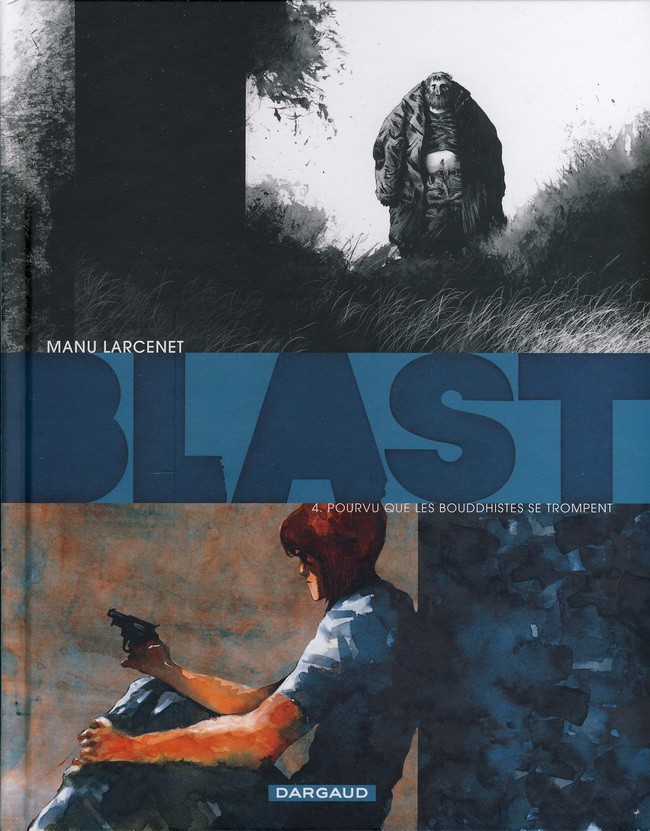 MANU LARCENET
BLAST
4. POURVU QUE LES BOUDDHISTES SE TROMPENT
DARGAUD